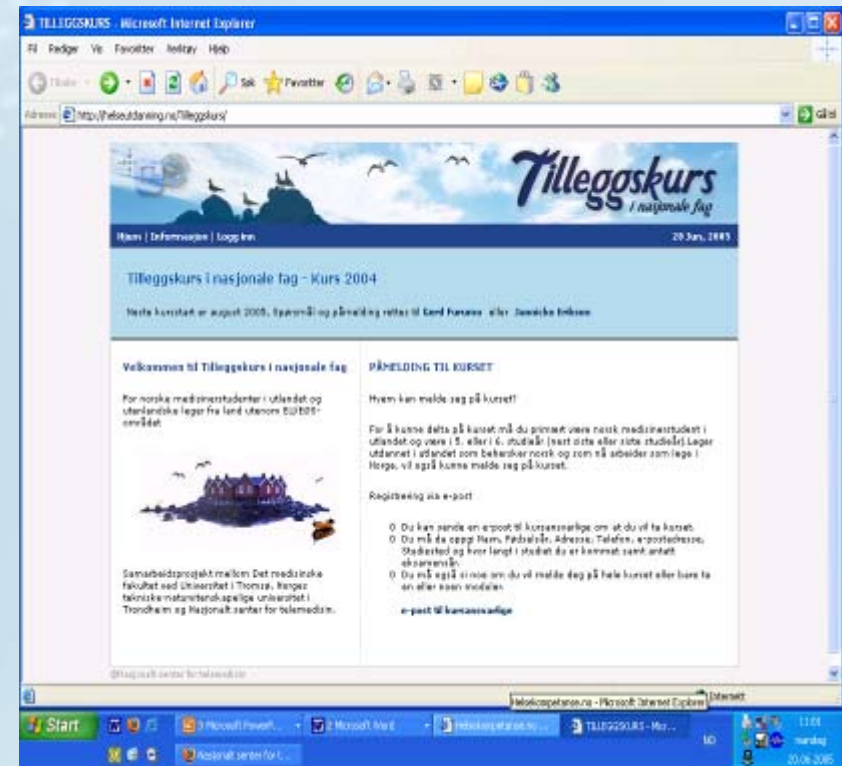 TILLEGGSKURS - Microsoft Internet Explorer
Fil Rediger Vis Favoritter Verktøy Hjelp
Tilbake Søk Favoritter
Adresse http://helseutdanning.no/Tilleggskurs/ Gå til
Tilleggskurs
i nasjonale fag
Hjem | Informasjon | Logg inn 20 Jun, 2005
Tilleggskurs i nasjonale fag - Kurs 2004
Neste kursstart er august 2005. Spørsmål og påmelding rettes til Gerd eller Jannicke
Velkommen til Tilleggskurs i nasjonale fag
For norske medisinerstudenter i utlandet og
utenlandske leger fra land utenom EU/EØS-
området
Samarbeidsprosjekt mellom Det medisinske
fakultet ved Universitet i Tromsø, Norges
tekniske-naturvitenskapelige universitet i
Trondheim og Nasjonalt senter for telemedisin.
PÅMELDING TIL KURSET
Hvem kan melde seg på kurset?
For å kunne delta på kurset må du primært være norsk medisinerstudent i
utlandet og være i 5. eller i 6. studieår (nest siste eller siste studieår).Leger
utdannet i utlandet som behersker norsk og som nå arbeider som lege i
Norge, vil også kunne melde seg på kurset.
Registrering via e-post
Du kan sende en e-post til kursansvarlige om at du vil ta kurset.
Du må da oppgi Navn, Fødselsår, Adresse, Telefon, e-postadresse,
Studiested og hvor langt i studiet du er kommet samt antatt
eksamensår.
Du må også si noe om du vil melde deg på hele kurset eller bare ta
en eller noen moduler.
e-post til kursansvarlige
@Nasjonalt senter for telemedisin
Helsekompetanse.no - Microsoft Internet Explorer
Internett
Start 3 Microsoft PowerP... 2 Microsoft Word Helsekompetanse.no ... TILLEGGSKURS - Mic... NO 11:01
Nasjonalt senter for t... mandag
20.06.2005